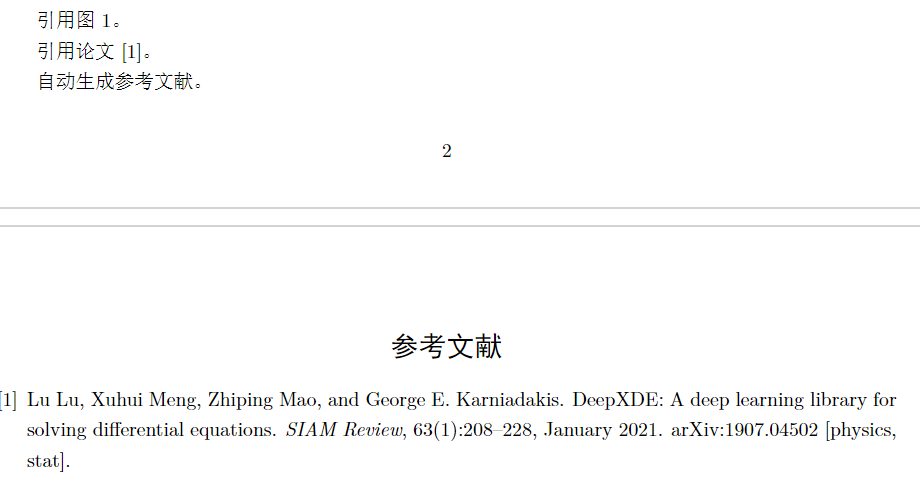 引用图 1。
引用论文 [1]。
自动生成参考文献。
2
参考文献
[1] Lu Lu, Xuhui Meng, Zhiping Mao, and George E. Karniadakis. DeepXDE: A deep learning library for
solving differential equations. SIAM Review, 63(1):208–228, January 2021. arXiv:1907.04502 [physics,
stat].